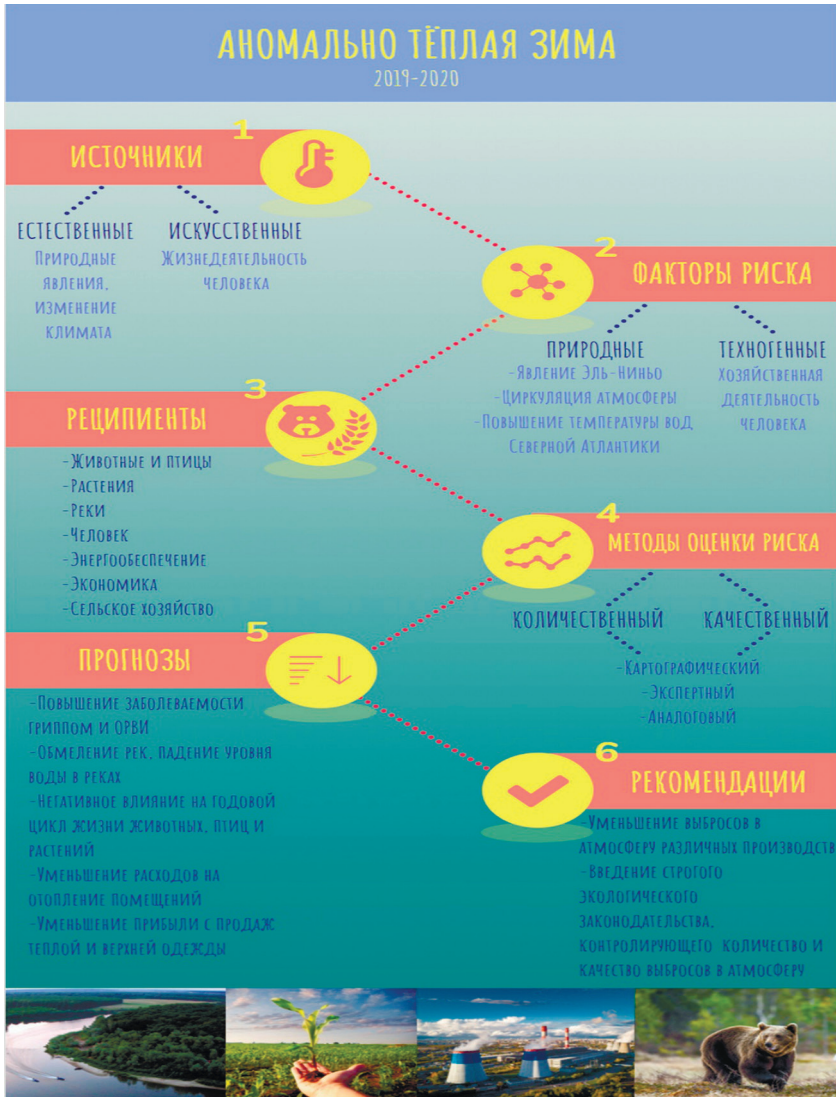 АНОМАЛЬНО ТЁПЛАЯ ЗИМА
2019-2020
1
ИСТОЧНИКИ
ЕСТЕСТВЕННЫЕ
Природные
явления,
изменение
климата
ИСКУССТВЕННЫЕ
Жизнедеятельность
человека
2
ФАКТОРЫ РИСКА
ПРИРОДНЫЕ
-Явление Эль-Ниньо
-Циркуляция атмосферы
-Повышение температуры вод
Северной Атлантики
ТЕХНОГЕННЫЕ
Хозяйственная
деятельность
человека
3
РЕЦИПИЕНТЫ
-Животные и птицы
-Растения
-Реки
-Человек
-Энергообеспечение
-Экономика
-Сельское хозяйство
4
МЕТОДЫ ОЦЕНКИ РИСКА
КОЛИЧЕСТВЕННЫЙ
КАЧЕСТВЕННЫЙ
-Картографический
-Экспертный
-Аналоговый
5
ПРОГНОЗЫ
-Повышение заболеваемости
гриппом и ОРВИ
-Обмеление рек, падение уровня
воды в реках
-Негативное влияние на годовой
цикл жизни животных, птиц и
растений
-Уменьшение расходов на
отопление помещений
-Уменьшение прибыли с продаж
теплой и верхней одежды
6
РЕКОМЕНДАЦИИ
-Уменьшение выбросов в
атмосферу различных производств
-Введение строгого
экологического
законодательства,
контролирующего количество и
качество выбросов в атмосферу